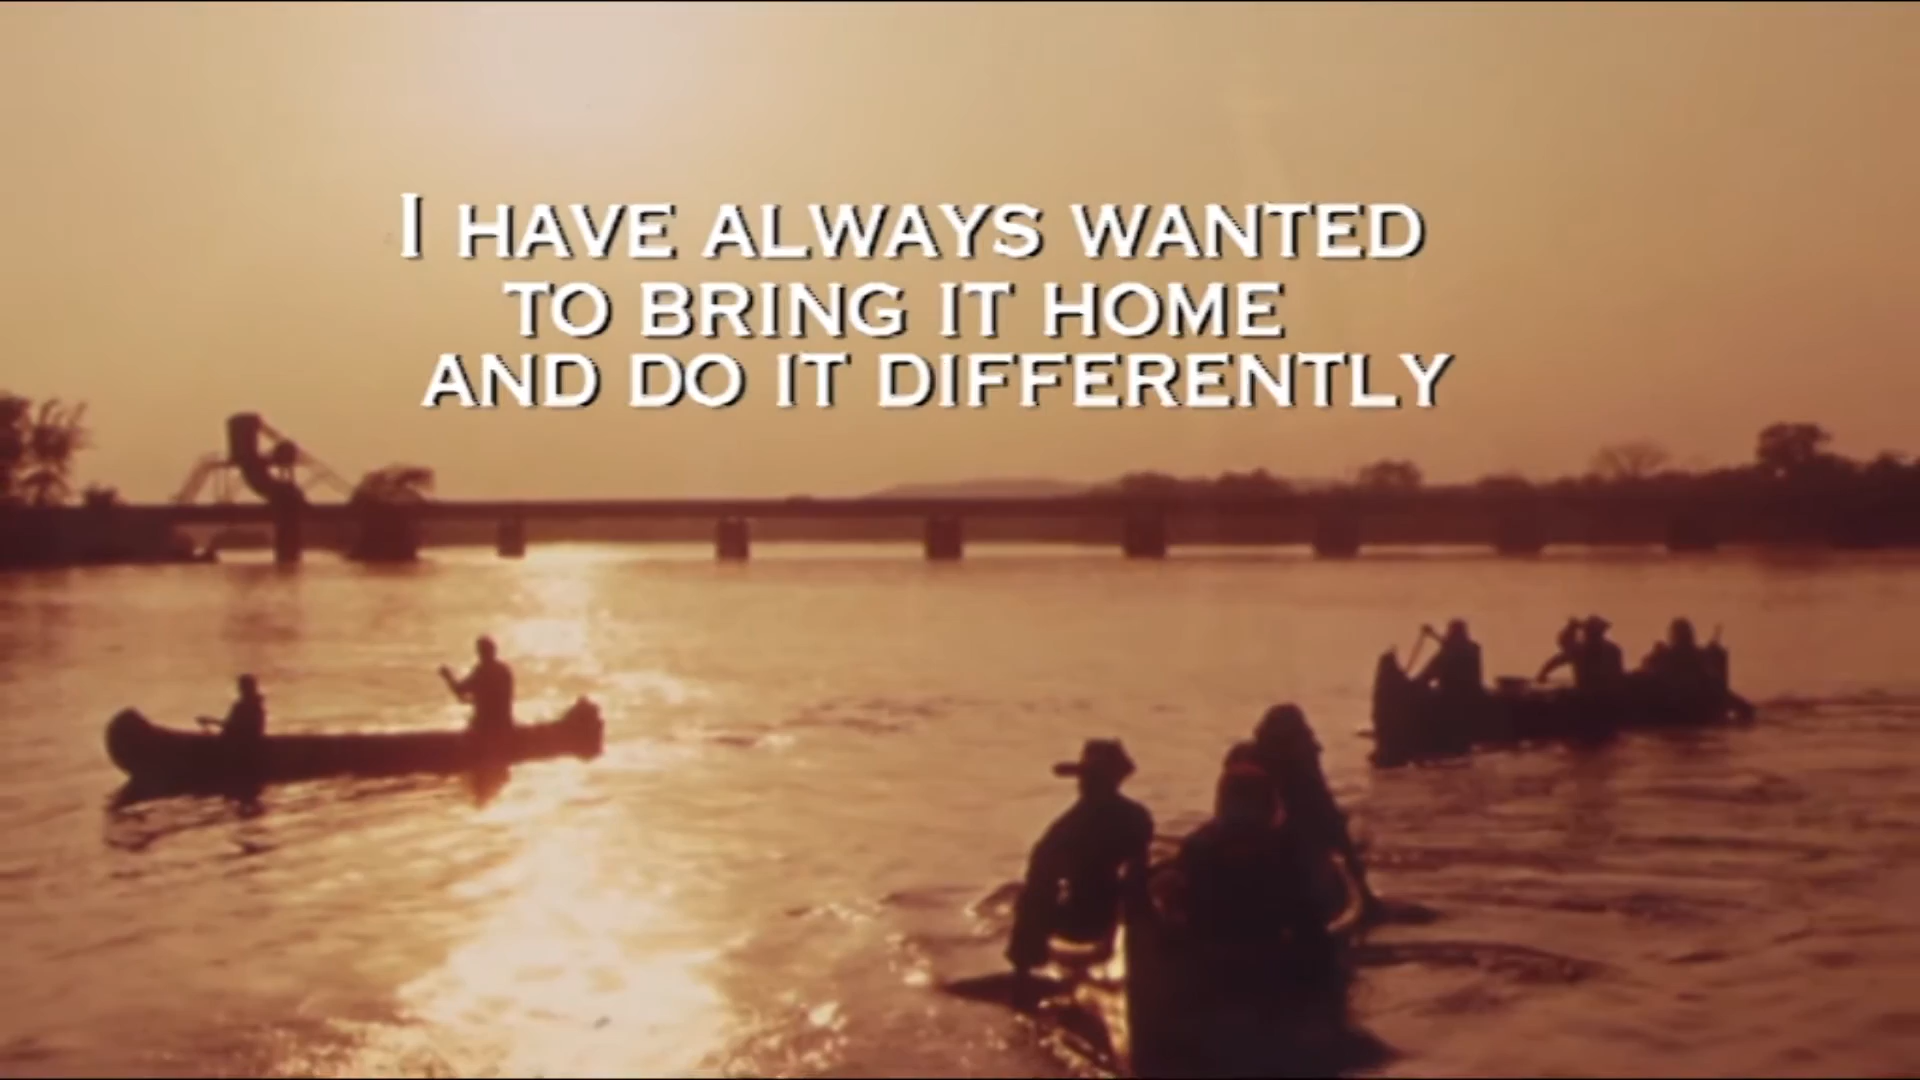 I HAVE ALWAYS WANTED
TO BRING IT HOME
AND DO IT DIFFERENTLY